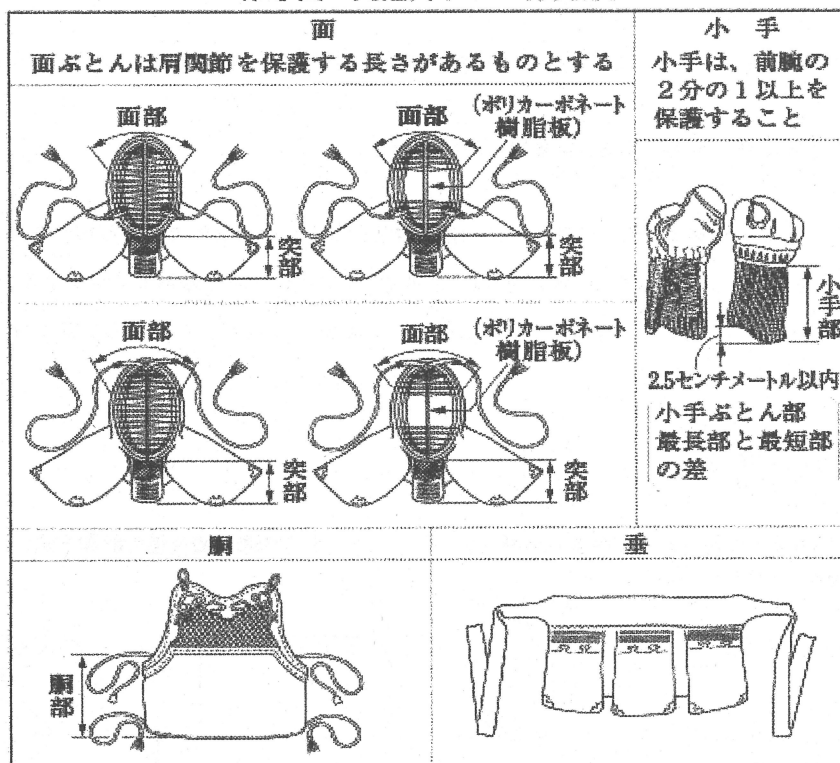 面
面ぶとんは肩関節を保護する長さがあるものとする
面部
突部
面部
(ポリカーボネート
樹脂板)
突部
面部
突部
面部
(ポリカーボネート
樹脂板)
突部
小手
小手は、前腕の
2分の1以上を
保護すること
小手部
2.5センチメートル以内
小手ぶとん部
最長部と最短部
の差
胴
胴部
垂